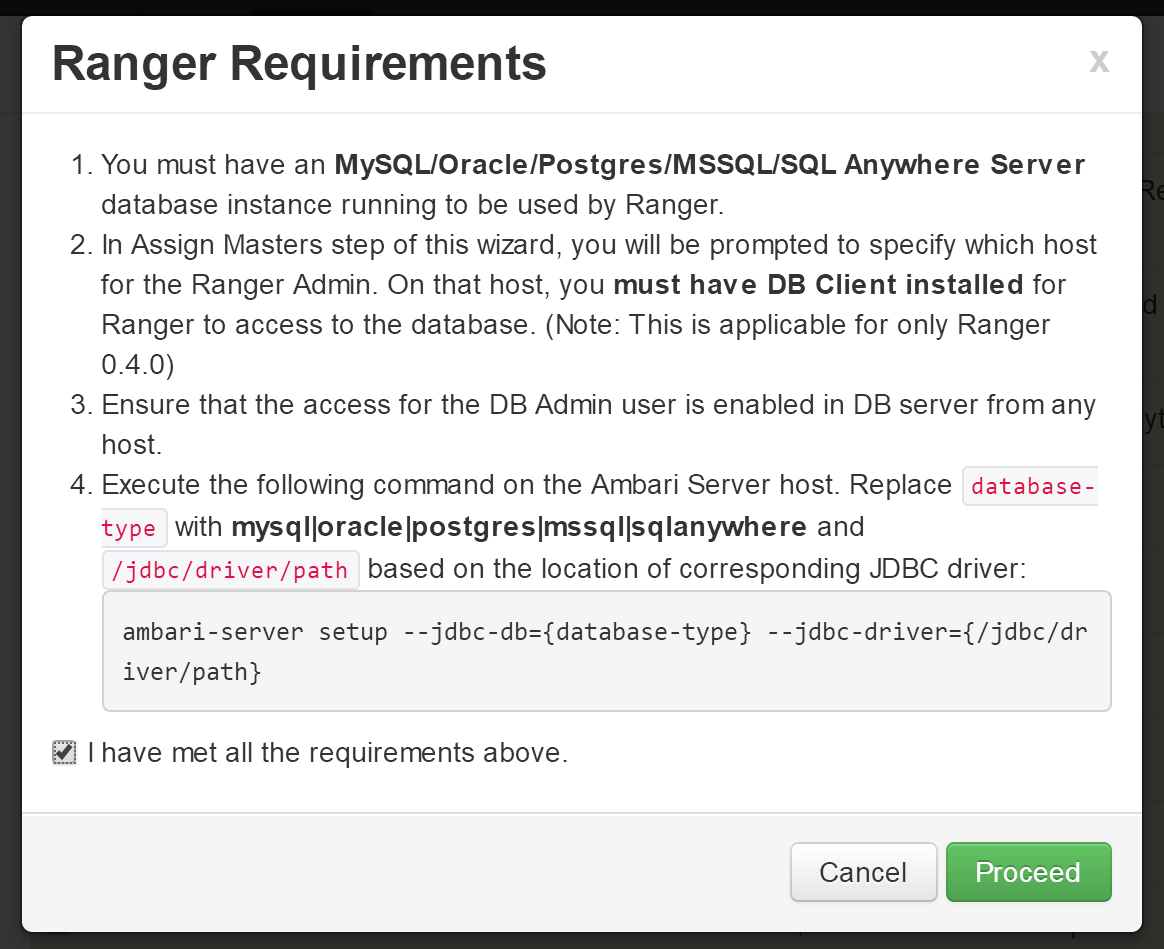 Ranger Requirements
x
1. You must have an MySQL/Oracle/Postgres/MSSQL/SQL Anywhere Server
database instance running to be used by Ranger.
2. In Assign Masters step of this wizard, you will be prompted to specify which host
for the Ranger Admin. On that host, you must have DB Client installed for
Ranger to access to the database. (Note: This is applicable for only Ranger
0.4.0)
3. Ensure that the access for the DB Admin user is enabled in DB server from any
host.
4. Execute the following command on the Ambari Server host. Replace database-
type with mysql|oracle|postgres|mssql|sqlanywhere and
/jdbc/driver/path based on the location of corresponding JDBC driver:
ambari-server setup --jdbc-db={database-type} --jdbc-driver={/jdbc/dr
iver/path}
I have met all the requirements above.
Cancel Proceed